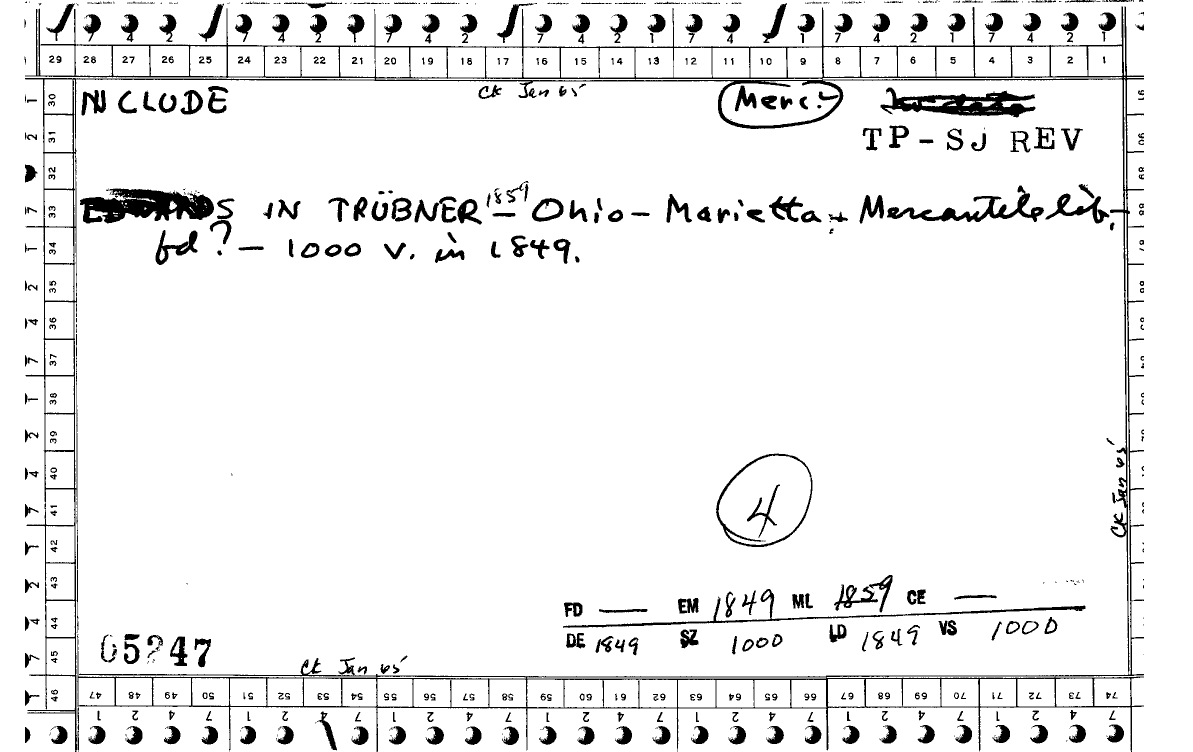 7 4 2 1 7 4 2 1 7 4 2 1 7 4 2 1 7 4 2 1 7 4 2 1 7 4 2 1
29 28 27 26 25 24 23 22 21 20 19 18 17 16 15 14 13 12 11 10 9 8 7 6 5 4 3 2 1
INCLUDE CK Jan 65 Merc:? 
TP-SJ REV
EDWARDS IN TRÜBNER 1859 – Ohio – Marietta. Mercantile lib. –
fd ? – 1000 v. in 1849.
4
CK Jan 65
FD — EM 1849 ML 1859 CE —
DE 1849 SZ 1000 LD 1849 VS 1000
05247 CK Jan 65
30 31 32 33 34 35 36 37 38 39 40 41 42 43 44 45 46
47 48 49 50 51 52 53 54 55 56 57 58 59 60 61 62 63 64 65 66 67 68 69 70 71 72 73 74
1 2 4 7 1 2 4 7 1 2 4 7 1 2 4 7 1 2 4 7 1 2 4 7 1 2 4 7